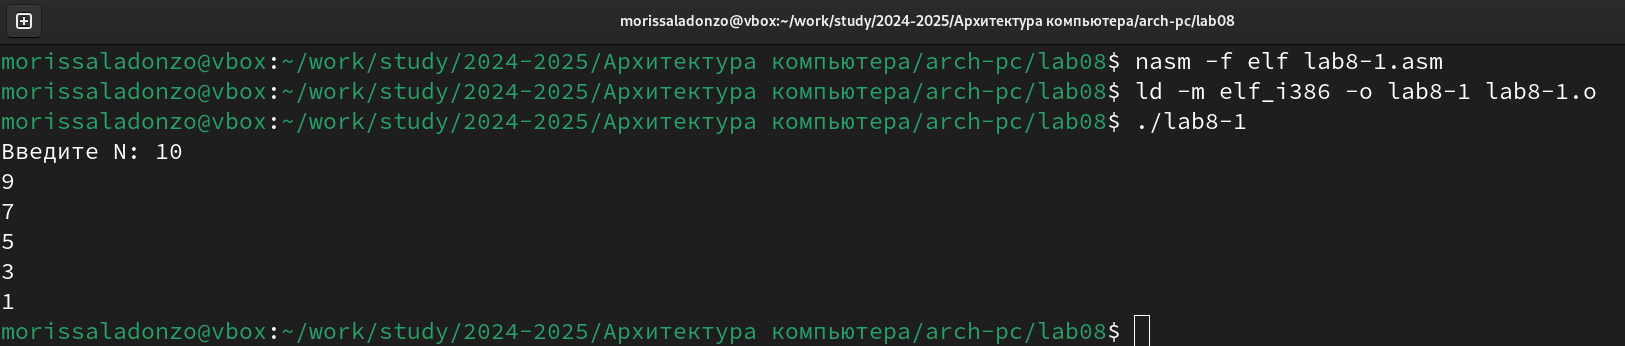 morissaladonzo@vbox:~/work/study/2024-2025/Архитектура компьютера/arch-pc/lab08
morissaladonzo@vbox:~/work/study/2024-2025/Архитектура компьютера/arch-pc/lab08$ nasm -f elf lab8-1.asm
morissaladonzo@vbox:~/work/study/2024-2025/Архитектура компьютера/arch-pc/lab08$ ld -m elf_i386 -o lab8-1 lab8-1.o
morissaladonzo@vbox:~/work/study/2024-2025/Архитектура компьютера/arch-pc/lab08$ ./lab8-1
Введите N: 10
9
7
5
3
1
morissaladonzo@vbox:~/work/study/2024-2025/Архитектура компьютера/arch-pc/lab08$